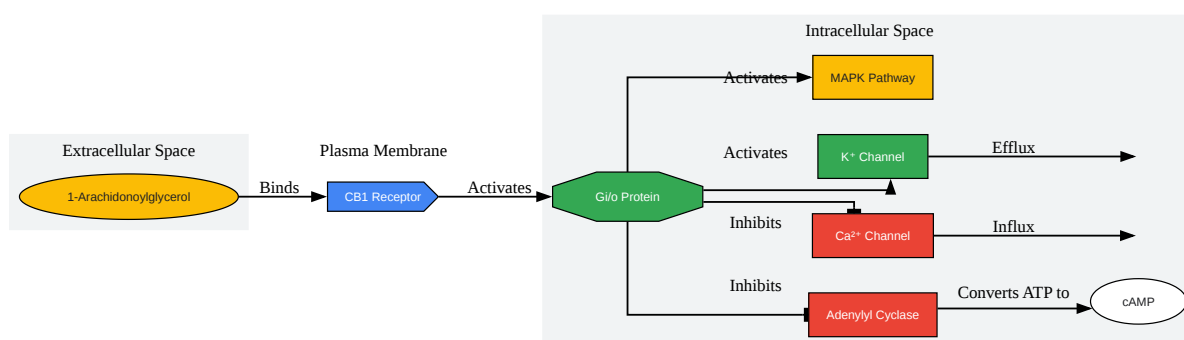 Intracellular Space
Activates
MAPK Pathway
Extracellular Space
Plasma Membrane
Activates
K⁺ Channel
Efflux
1-Arachidonoylglycerol
Binds
CB1 Receptor
Activates
Gi/o Protein
Inhibits
Ca²⁺ Channel
Influx
Inhibits
Adenylyl Cyclase
Converts ATP to
cAMP